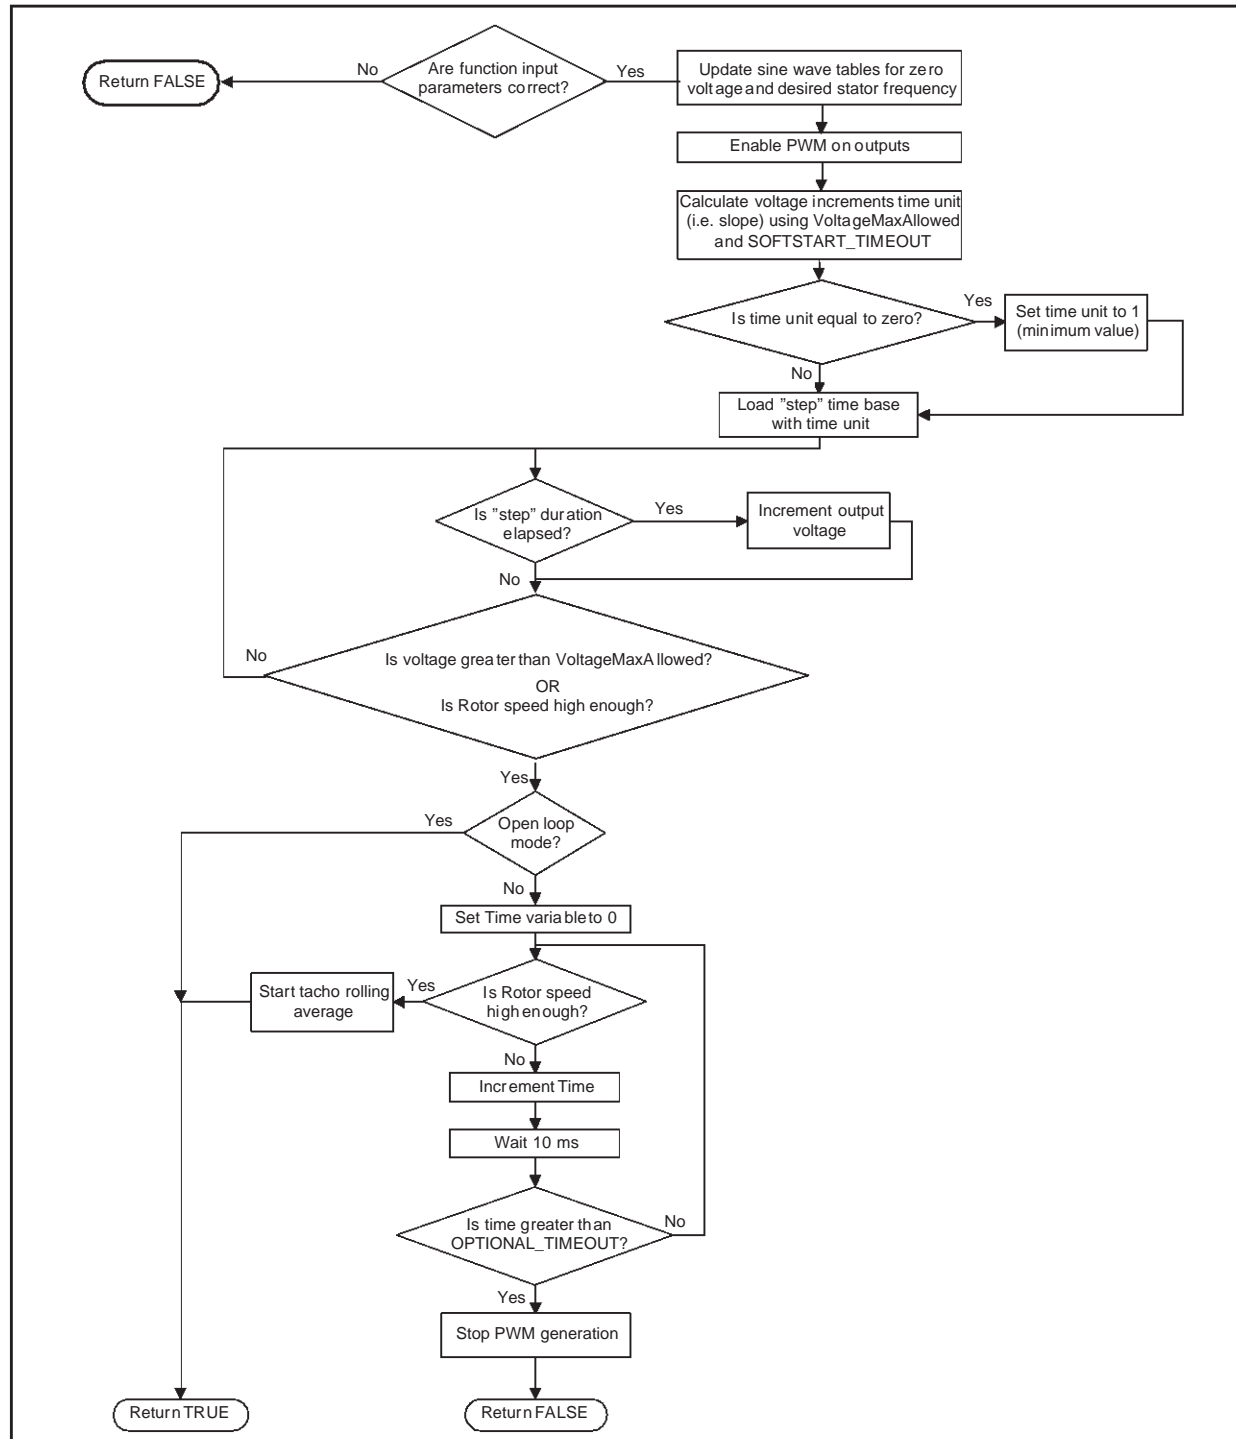 Return FALSE
No
Are function input
parameters correct?
Yes
Update sine wave tables for zero
voltage and desired stator frequency
Enable PWM on outputs
Calculate voltage increments time unit
(i.e. slope) using VoltageMaxAllowed
and SOFTSTART_TIMEOUT
Is time unit equal to zero?
Yes
Set time unit to 1
(minimum value)
No
Load ”step” time base
with time unit
Is ”step” duration
elapsed?
Yes
Increment output
voltage
No
Is voltage greater than VoltageMaxAllowed?
OR
Is Rotor speed high enough?
No
Yes
Open loop
mode?
Yes
No
Set Time variable to 0
Is Rotor speed
high enough?
Yes
Start tacho rolling
average
No
Increment Time
Wait 10 ms
Is time greater than
OPTIONAL_TIMEOUT?
No
Yes
Stop PWM generation
Return TRUE
Return FALSE